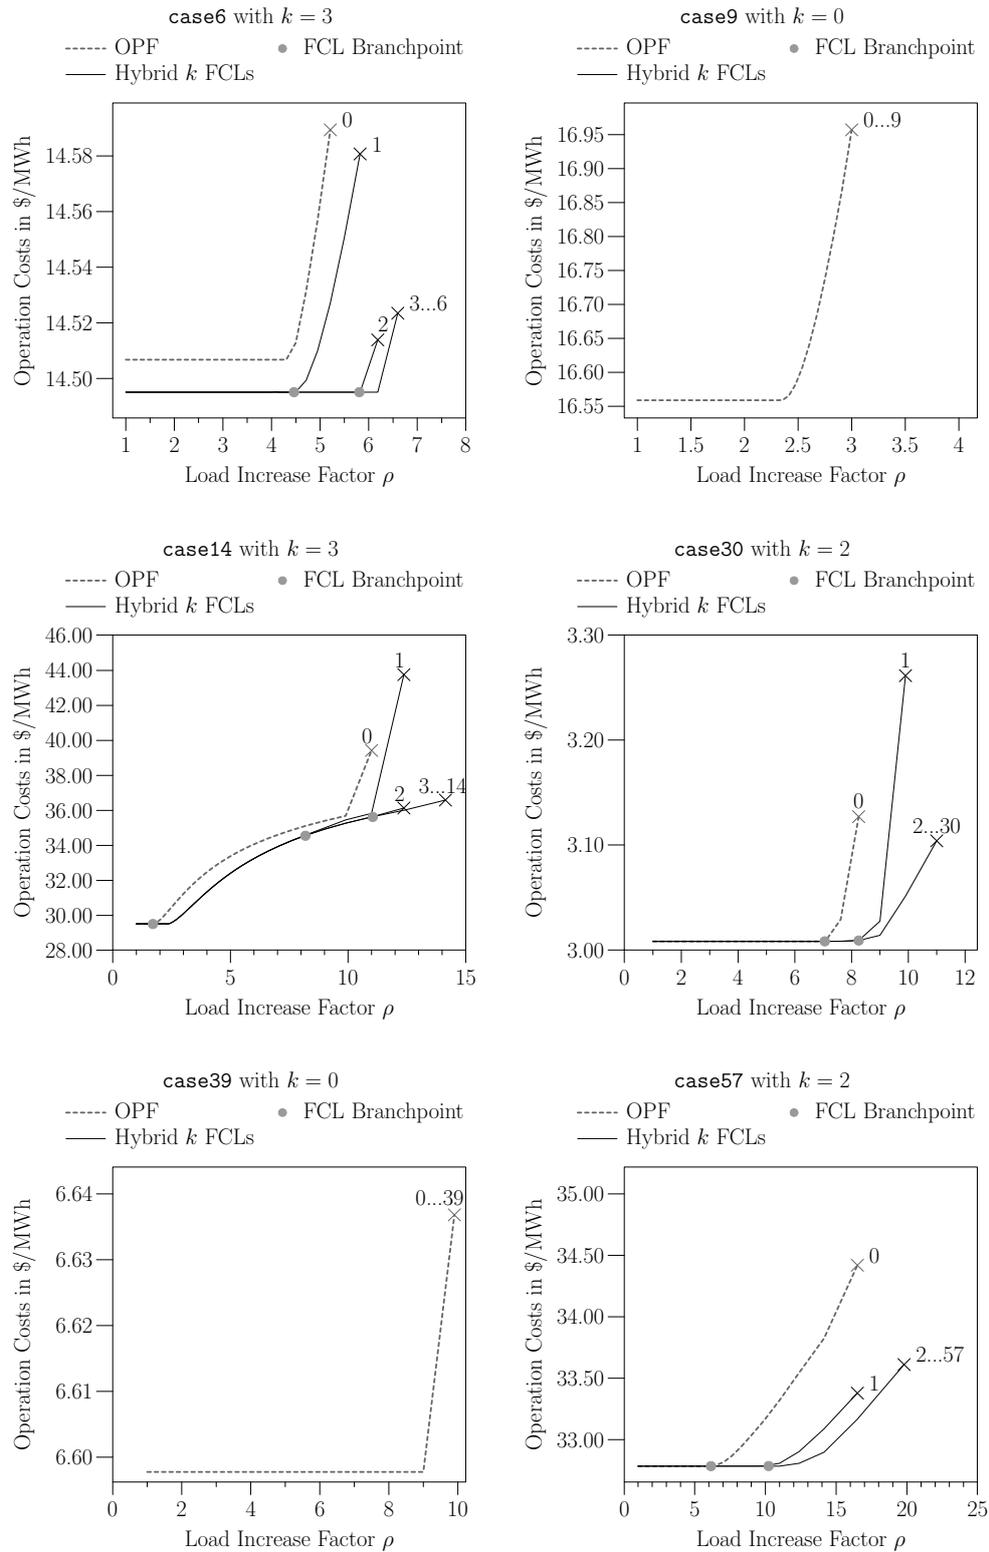 case6 with k = 3
OPF
FCL Branchpoint
Hybrid k FCLs
Operation Costs in $/MWh
14.58
14.56
14.54
14.52
14.50
0
1
2
3...6
1 2 3 4 5 6 7 8
Load Increase Factor ρ
case9 with k = 0
OPF
FCL Branchpoint
Hybrid k FCLs
Operation Costs in $/MWh
16.95
16.90
16.85
16.80
16.75
16.70
16.65
16.60
16.55
0...9
1 1.5 2 2.5 3 3.5 4
Load Increase Factor ρ
case14 with k = 3
OPF
FCL Branchpoint
Hybrid k FCLs
Operation Costs in $/MWh
46.00
44.00
42.00
40.00
38.00
36.00
34.00
32.00
30.00
28.00
1
0
2
3...14
0 5 10 15
Load Increase Factor ρ
case30 with k = 2
OPF
FCL Branchpoint
Hybrid k FCLs
Operation Costs in $/MWh
3.30
3.20
3.10
3.00
1
0
2...30
0 2 4 6 8 10 12
Load Increase Factor ρ
case39 with k = 0
OPF
FCL Branchpoint
Hybrid k FCLs
Operation Costs in $/MWh
6.64
6.63
6.62
6.61
6.60
0...39
0 2 4 6 8 10
Load Increase Factor ρ
case57 with k = 2
OPF
FCL Branchpoint
Hybrid k FCLs
Operation Costs in $/MWh
35.00
34.50
34.00
33.50
33.00
0
2...57
1
0 5 10 15 20 25
Load Increase Factor ρ